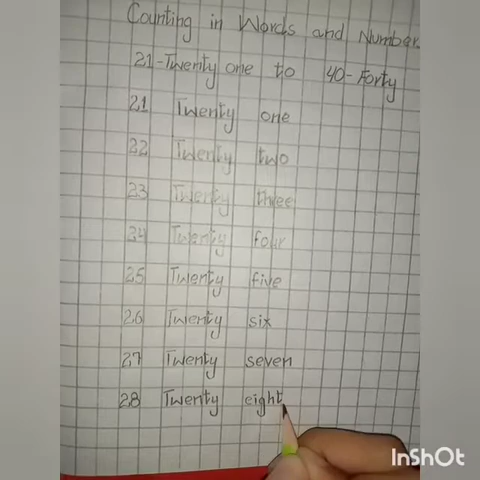 Counting in Words and Number
21-Twenty one to 40-Forty
21 Twenty one
22 Twenty two
23 Twenty three
24 Twenty four
25 Twenty five
26 Twenty six
27 Twenty seven
28 Twenty eight
InShOt